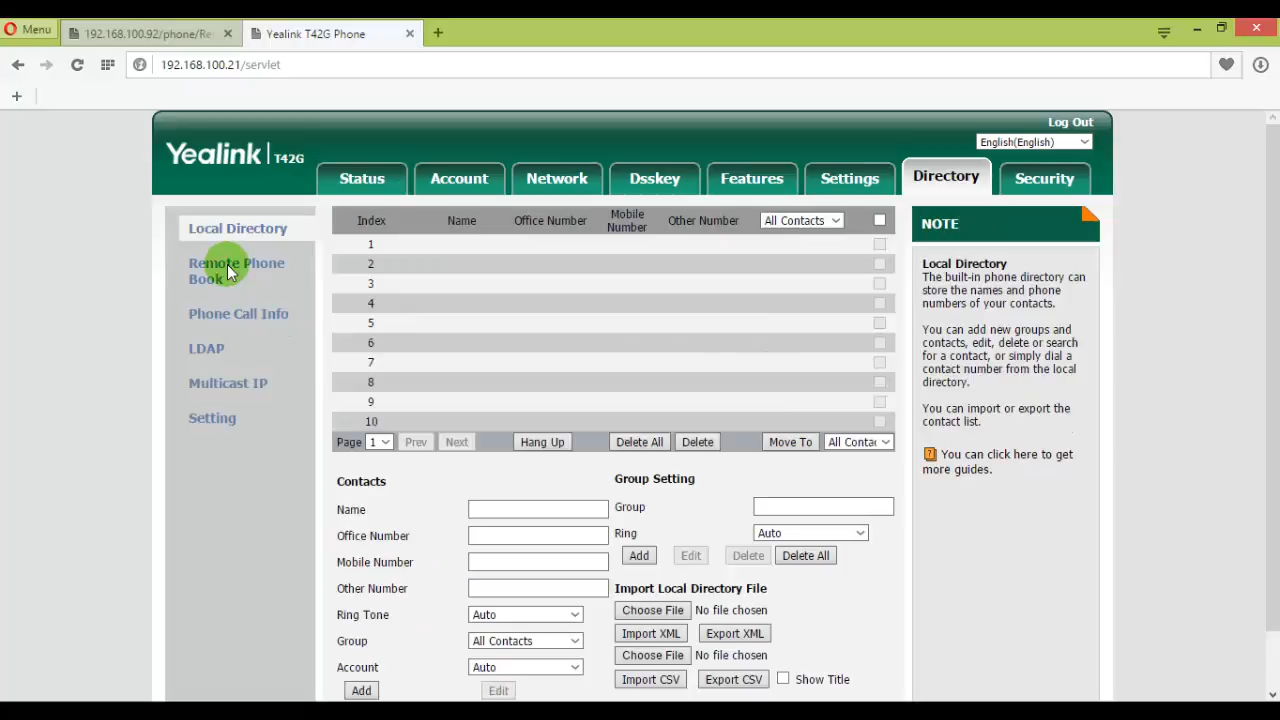 Menu
192.168.100.92/phone/Re
Yealink T42G Phone
192.168.100.21/servlet
Log Out
English(English)
Yealink | T42G
Status
Account
Network
Dsskey
Features
Settings
Directory
Security
Local Directory
Remote Phone
Book
Phone Call Info
LDAP
Multicast IP
Setting
Index Name Office Number Mobile Number Other Number All Contacts
1
2
3
4
5
6
7
8
9
10
Page 1 Prev Next Hang Up Delete All Delete Move To All Contac
Contacts
Name
Office Number
Mobile Number
Other Number
Ring Tone Auto
Group All Contacts
Account Auto
Add Edit
Group Setting
Group
Ring Auto
Add Edit Delete Delete All
Import Local Directory File
Choose File No file chosen
Import XML Export XML
Choose File No file chosen
Import CSV Export CSV Show Title
NOTE
Local Directory
The built-in phone directory can
store the names and phone
numbers of your contacts.
You can add new groups and
contacts, edit, delete or search
for a contact, or simply dial a
contact number from the local
directory.
You can import or export the
contact list.
You can click here to get
more guides.